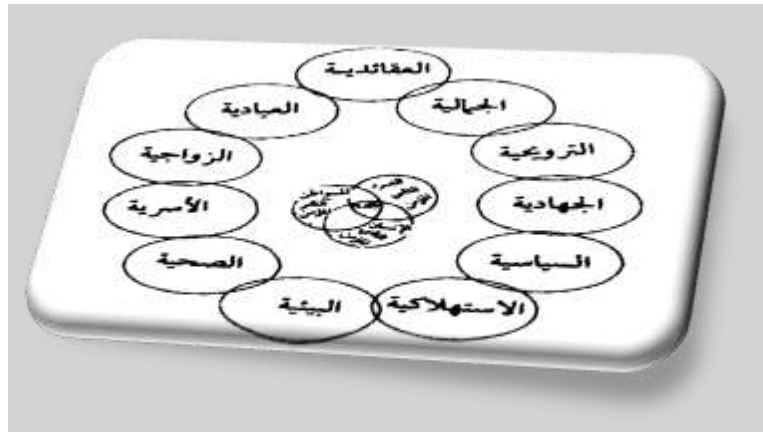 العقائدية
الجمالية
العبادية
الترويحية
الزواجية
الجهادية
الأسرية
السياسية
الصحية
الاستهلاكية
البيئية